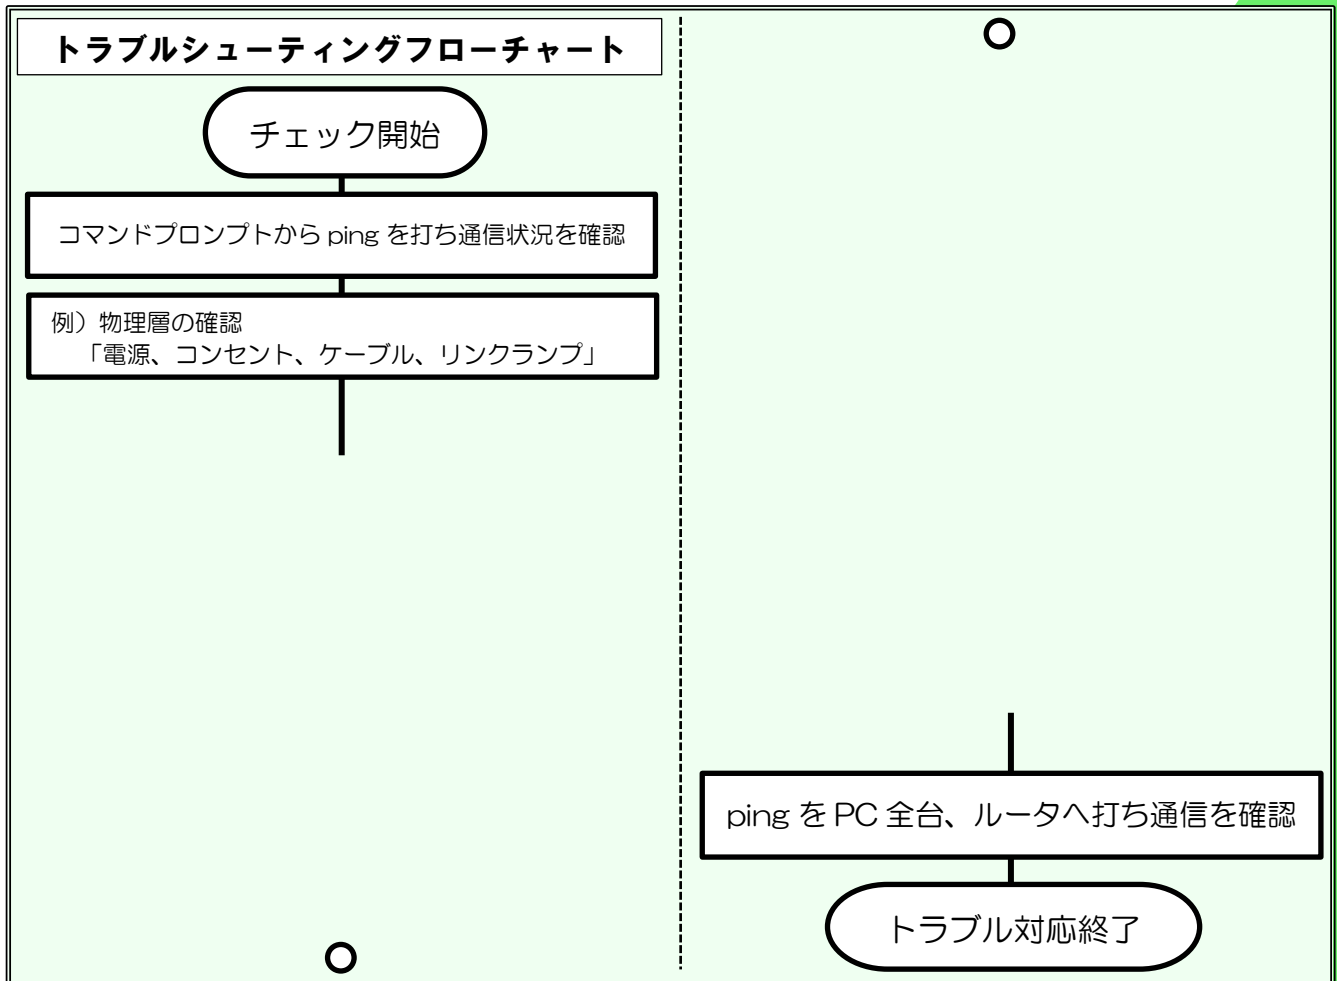 トラブルシューティングフローチャート
チェック開始
コマンドプロンプトから ping を打ち通信状況を確認
例）物理層の確認
「電源、コンセント、ケーブル、リンクランプ」
ping を PC 全台、ルータへ打ち通信を確認
トラブル対応終了